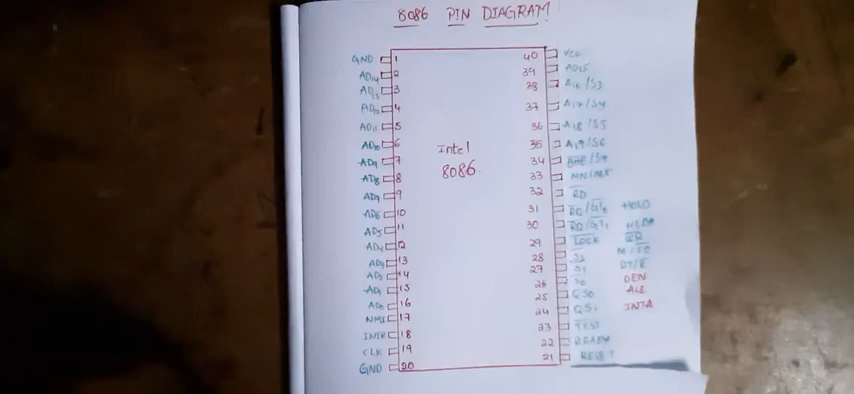 8086 PIN DIAGRAM
GND 1 40 VCC
AD14 2 39 AD15
AD13 3 38 A16/S3
AD12 4 37 A17/S4
AD11 5 36 A18/S5
AD10 6 35 A19/S6
Intel
AD9 7 34 BHE/S7
8086
AD8 8 33 MN/MX
AD7 9 32 RD
AD6 10 31 RQ/GT0 HOLD
AD5 11 30 RQ/GT1 HLDA
AD4 12 29 LOCK WR
AD3 13 28 S2 M/IO
AD2 14 27 S1 DT/R
AD1 15 26 S0 DEN
AD0 16 25 QS0 ALE
NMI 17 24 QS1 INTA
INTR 18 23 TEST
CLK 19 22 READY
GND 20 21 RESET